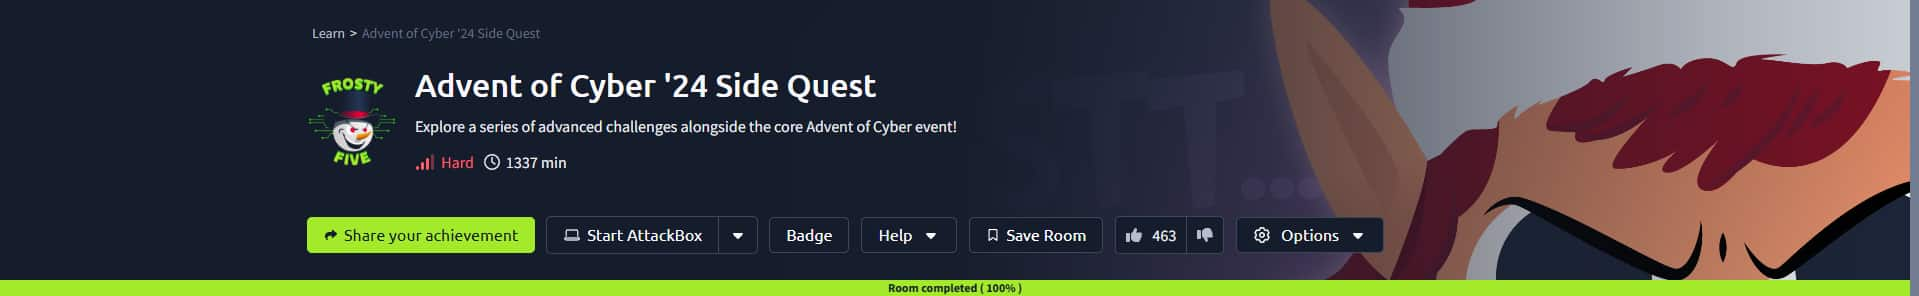 Learn > Advent of Cyber '24 Side Quest
FROSTY
FIVE
Advent of Cyber '24 Side Quest
Explore a series of advanced challenges alongside the core Advent of Cyber event!
Hard 1337 min
Share your achievement Start AttackBox Badge Help Save Room 463 Options
Room completed ( 100% )